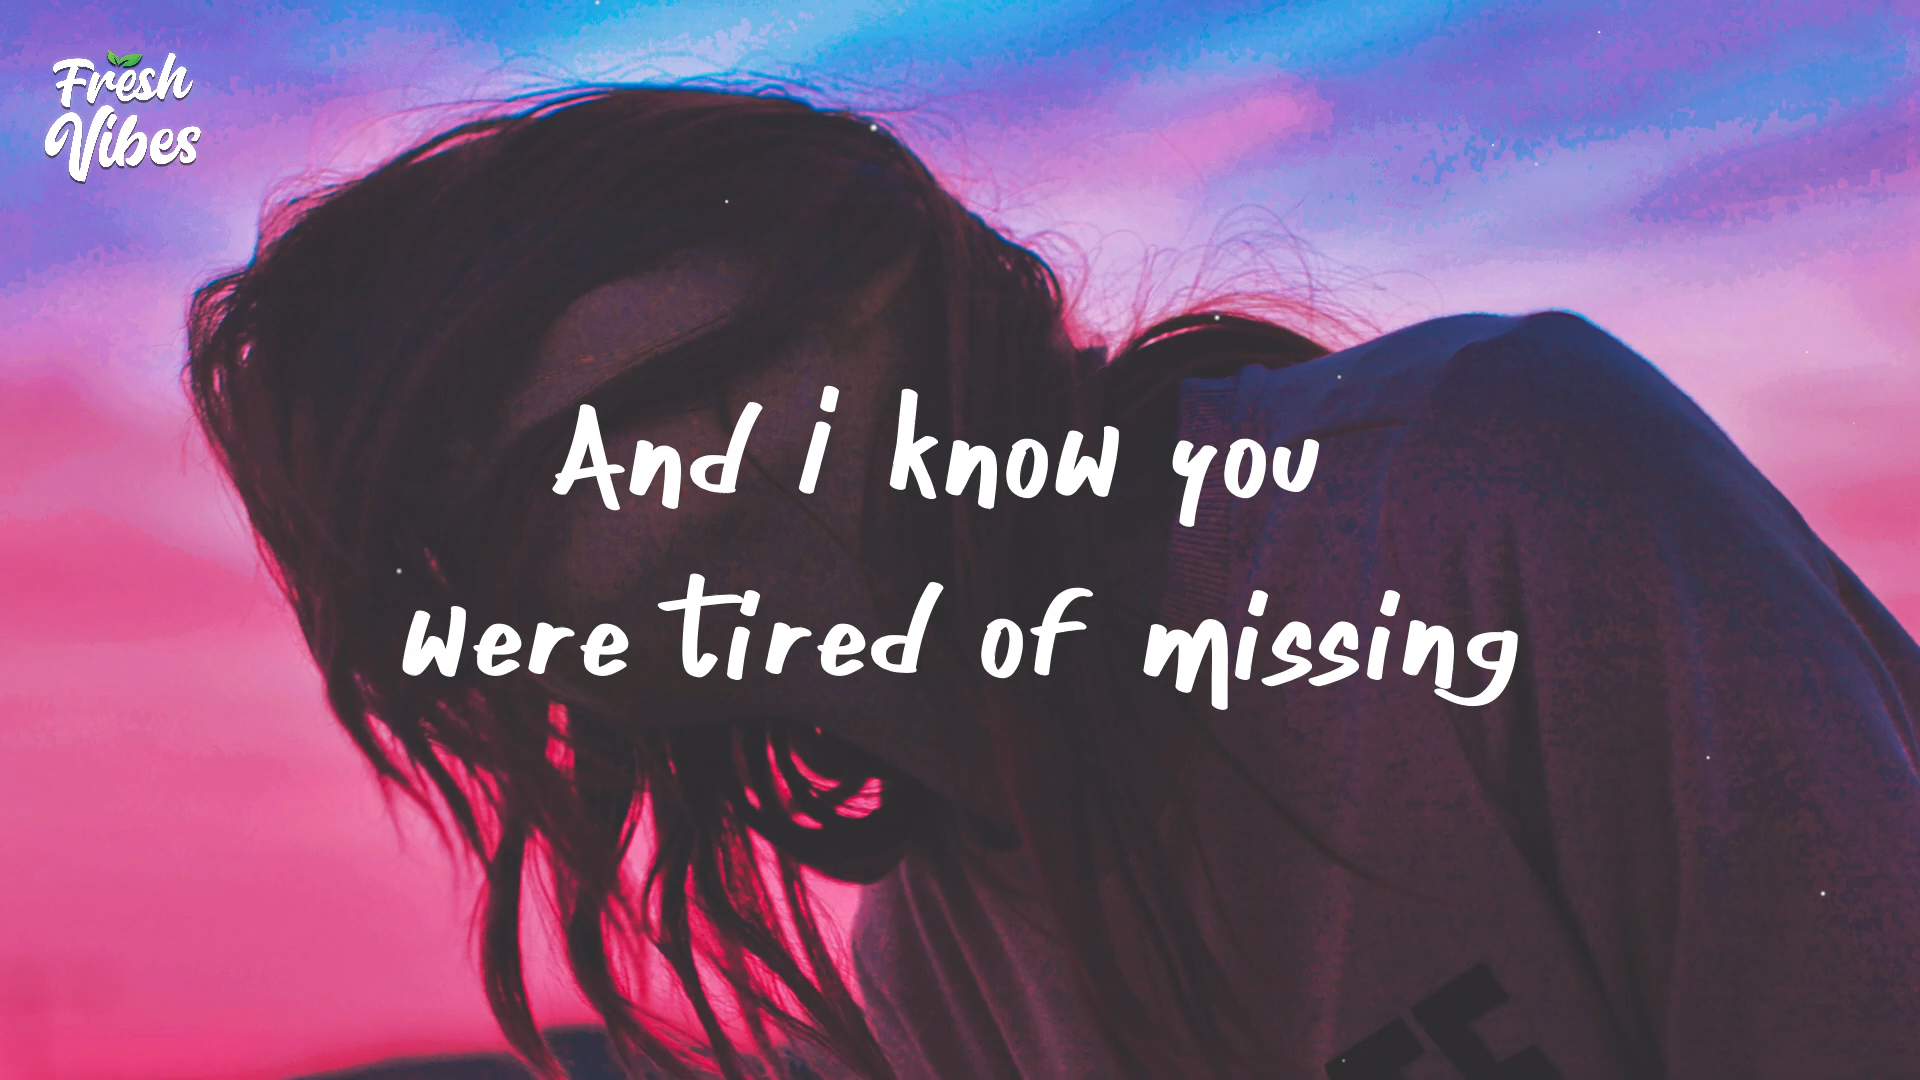 Fresh
Vibes
And i know you
were tired of missing